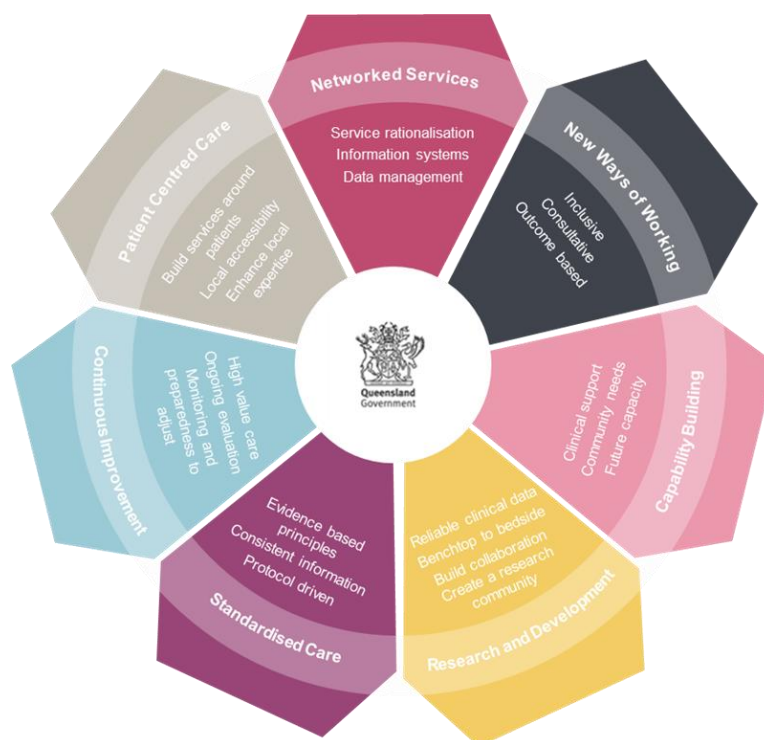 Networked Services
Service rationalisation
Information systems
Data management
New Ways of Working
Inclusive
Consultative
Outcome based
Capability Building
Clinical support
Community needs
Future capacity
Research and Development
Reliable clinical data
Benchtop to bedside
Build collaboration
Create a research
community
Standardised Care
Evidence based
principles
Consistent information
Protocol driven
Continuous Improvement
High value care
Ongoing evaluation
Monitoring and
preparedness to
adjust
Patient Centred Care
Build services around
patients
Local accessibility
Enhance local
expertise
Queensland
Government